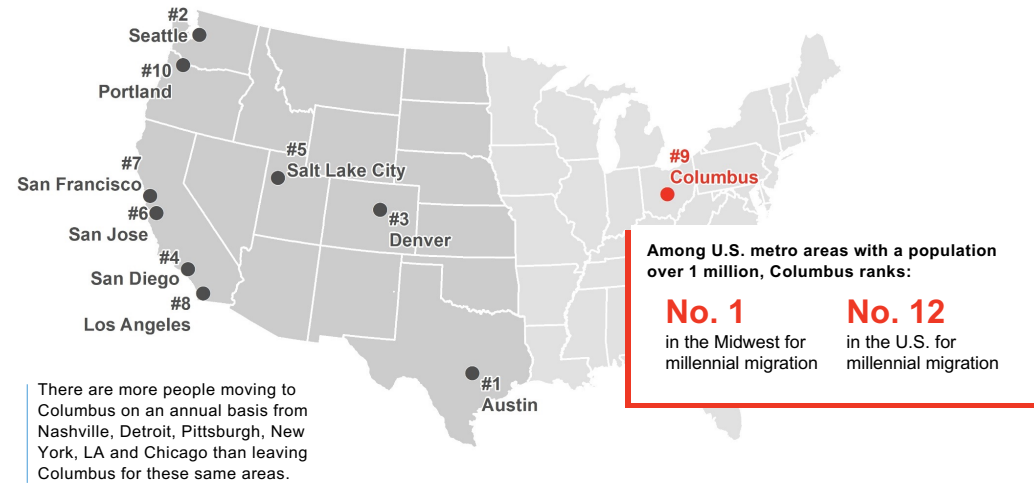 #2
Seattle
#10
Portland
#5
Salt Lake City
#9
Columbus
#7
San Francisco
#6
San Jose
#3
Denver
#4
San Diego
#8
Los Angeles
#1
Austin
Among U.S. metro areas with a population
over 1 million, Columbus ranks:
No. 1
in the Midwest for
millennial migration
No. 12
in the U.S. for
millennial migration
There are more people moving to
Columbus on an annual basis from
Nashville, Detroit, Pittsburgh, New
York, LA and Chicago than leaving
Columbus for these same areas.